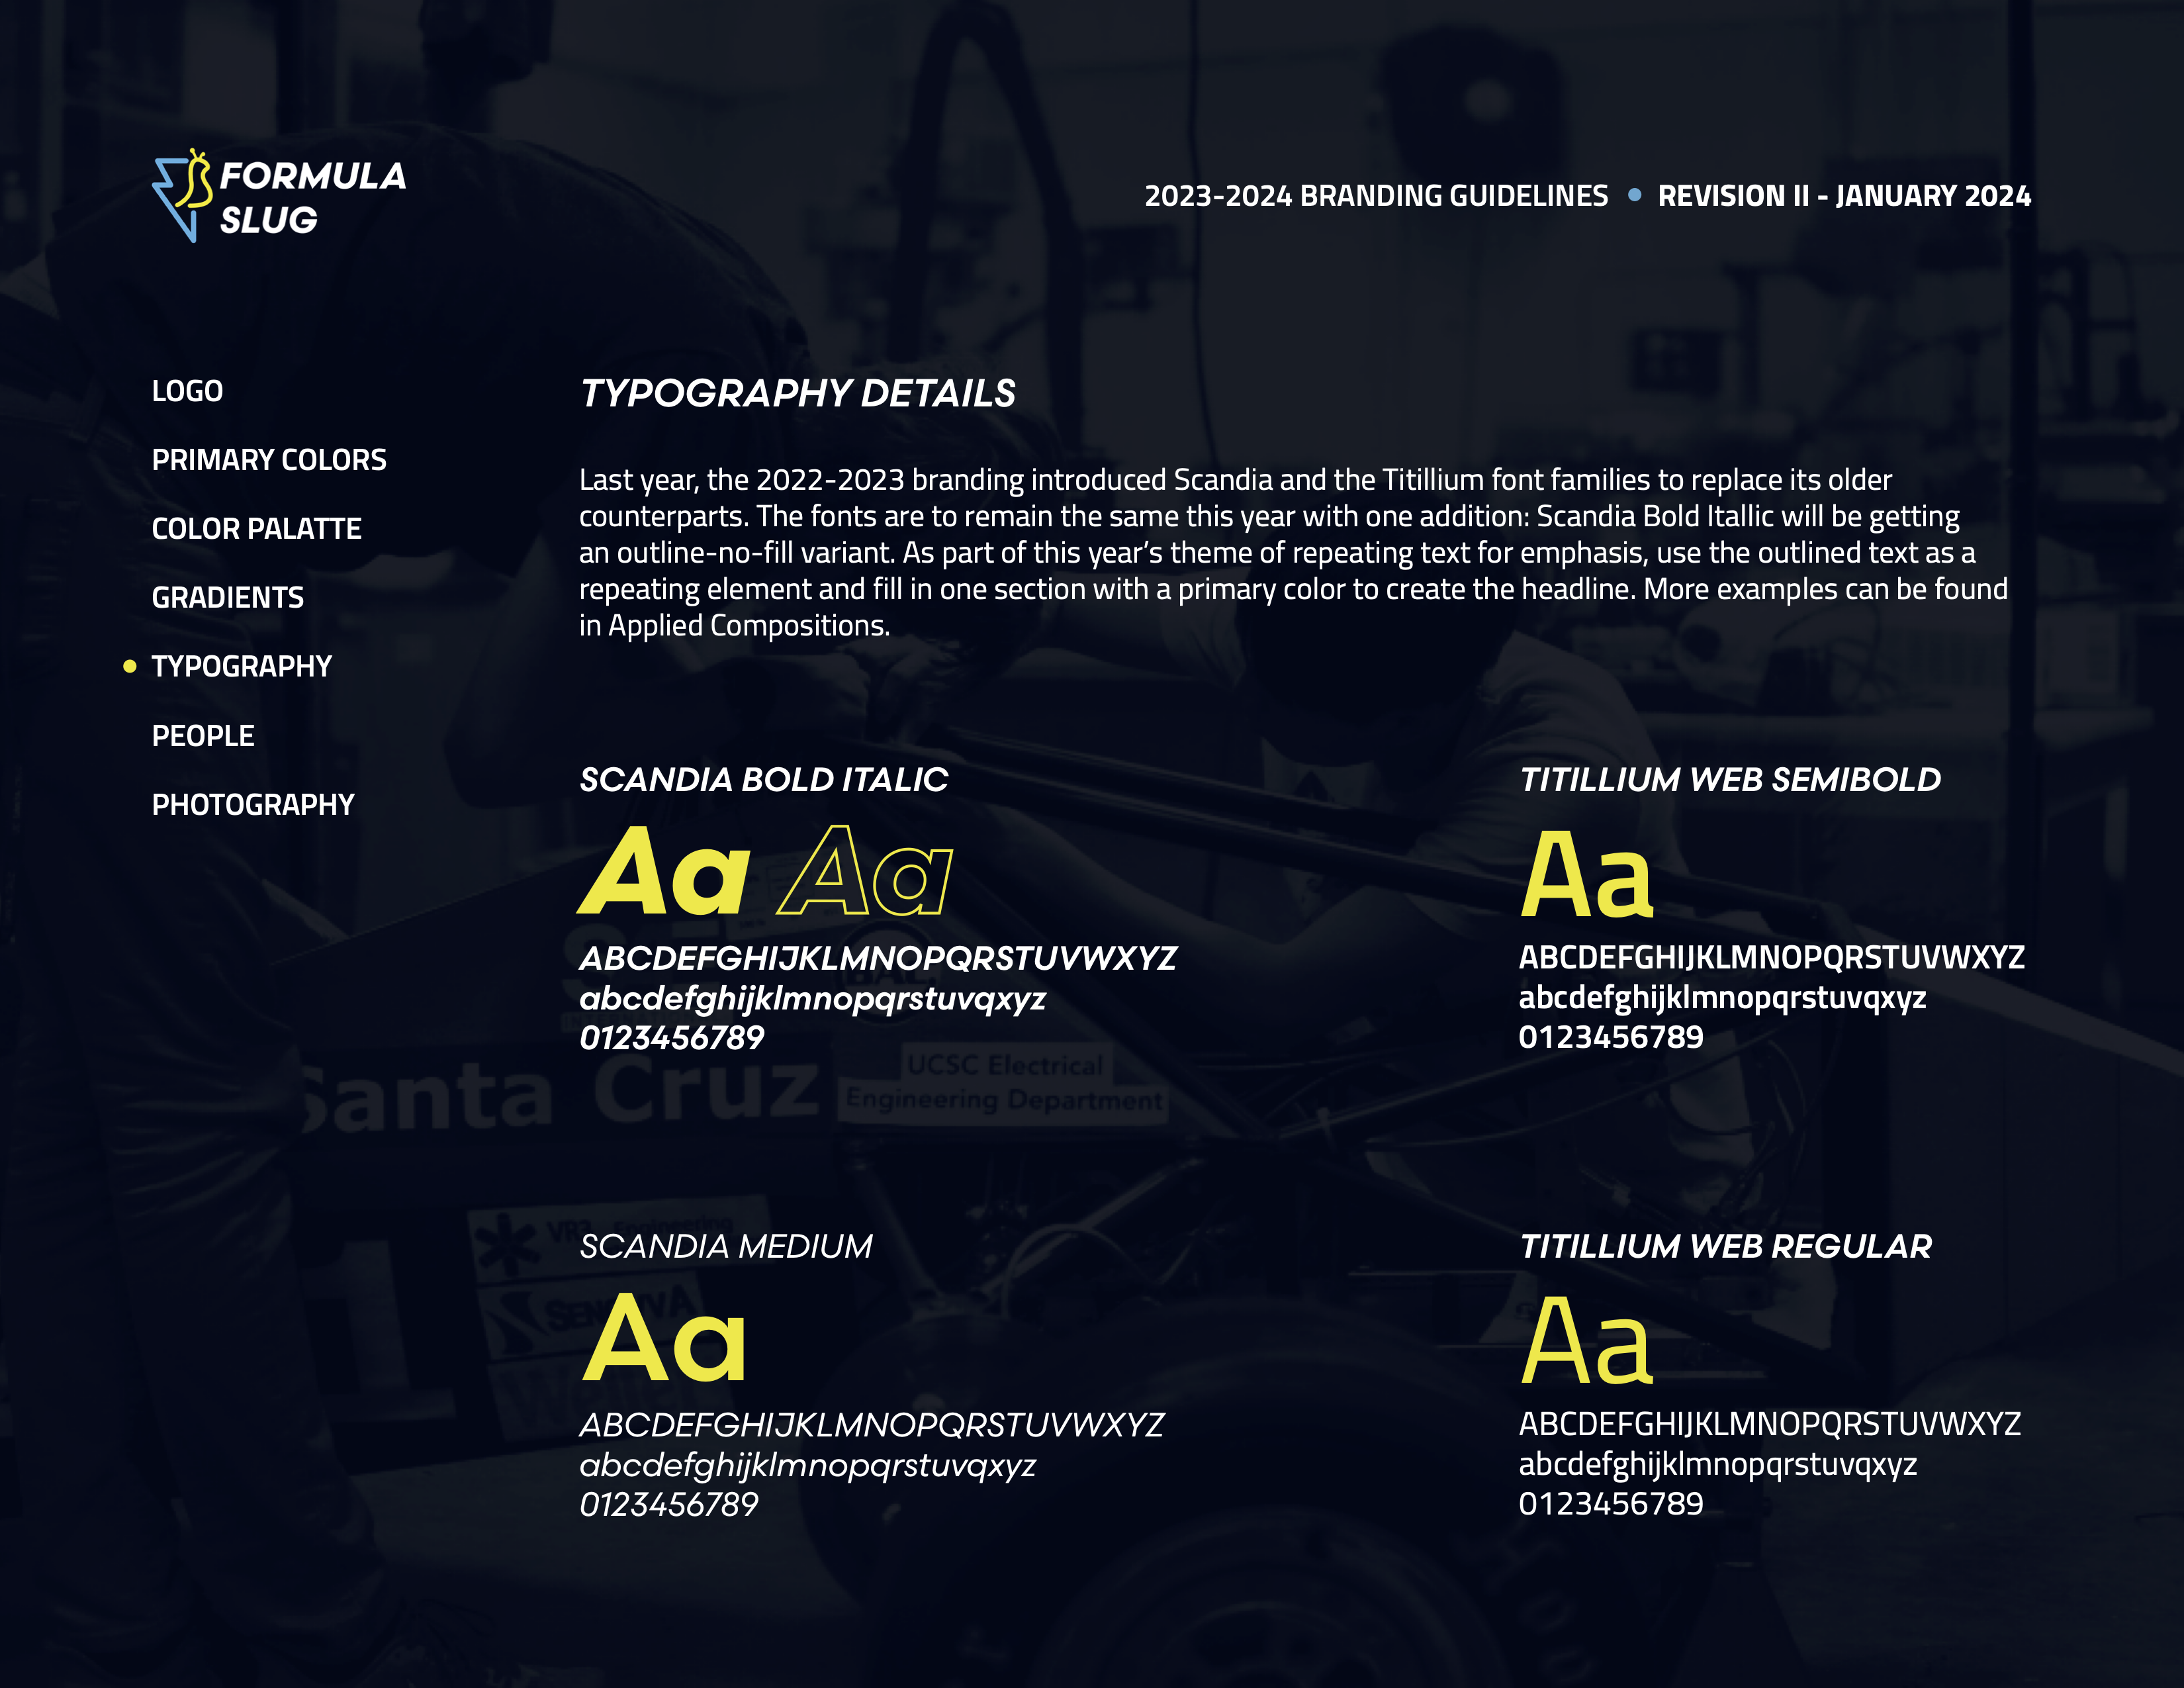 FORMULA
SLUG
2023-2024 BRANDING GUIDELINES • REVISION II - JANUARY 2024
LOGO
PRIMARY COLORS
COLOR PALATTE
GRADIENTS
TYPOGRAPHY
PEOPLE
PHOTOGRAPHY
TYPOGRAPHY DETAILS
Last year, the 2022-2023 branding introduced Scandia and the Titillium font families to replace its older
counterparts. The fonts are to remain the same this year with one addition: Scandia Bold Itallic will be getting
an outline-no-fill variant. As part of this year’s theme of repeating text for emphasis, use the outlined text as a
repeating element and fill in one section with a primary color to create the headline. More examples can be found
in Applied Compositions.
SCANDIA BOLD ITALIC
Aa Aa
ABCDEFGHIJKLMNOPQRSTUVWXYZ
abcdefghijklmnopqrstuvqxyz
0123456789
TITILLIUM WEB SEMIBOLD
Aa
ABCDEFGHIJKLMNOPQRSTUVWXYZ
abcdefghijklmnopqrstuvqxyz
0123456789
Santa Cruz
UCSC Electrical
Engineering Department
SCANDIA MEDIUM
Aa
ABCDEFGHIJKLMNOPQRSTUVWXYZ
abcdefghijklmnopqrstuvqxyz
0123456789
TITILLIUM WEB REGULAR
Aa
ABCDEFGHIJKLMNOPQRSTUVWXYZ
abcdefghijklmnopqrstuvqxyz
0123456789
VR3 Engineering
1